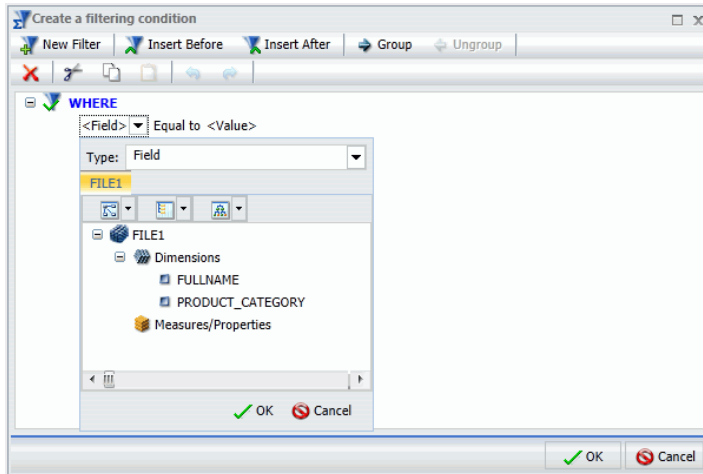 Create a filtering condition
New Filter Insert Before Insert After Group Ungroup
WHERE
<Field> Equal to <Value>
Type: Field
FILE1
FILE1
Dimensions
FULLNAME
PRODUCT_CATEGORY
Measures/Properties
OK Cancel
OK Cancel